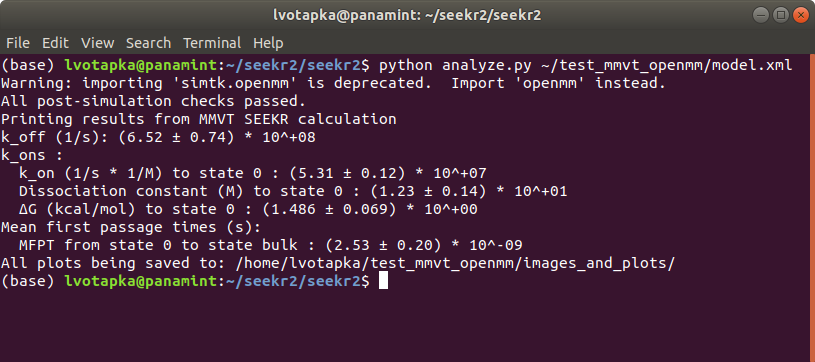 lvotapka@panamint: ~/seekr2/seekr2
File Edit View Search Terminal Help
(base) lvotapka@panamint:~/seekr2/seekr2$ python analyze.py ~/test_mmvt_openmm/model.xml
Warning: importing 'simtk.openmm' is deprecated.  Import 'openmm' instead.
All post-simulation checks passed.
Printing results from MMVT SEEKR calculation
k_off (1/s): (6.52 ± 0.74) * 10^+08
k_ons :
  k_on (1/s * 1/M) to state 0 : (5.31 ± 0.12) * 10^+07
  Dissociation constant (M) to state 0 : (1.23 ± 0.14) * 10^+01
  ΔG (kcal/mol) to state 0 : (1.486 ± 0.069) * 10^+00
Mean first passage times (s):
  MFPT from state 0 to state bulk : (2.53 ± 0.20) * 10^-09
All plots being saved to: /home/lvotapka/test_mmvt_openmm/images_and_plots/
(base) lvotapka@panamint:~/seekr2/seekr2$